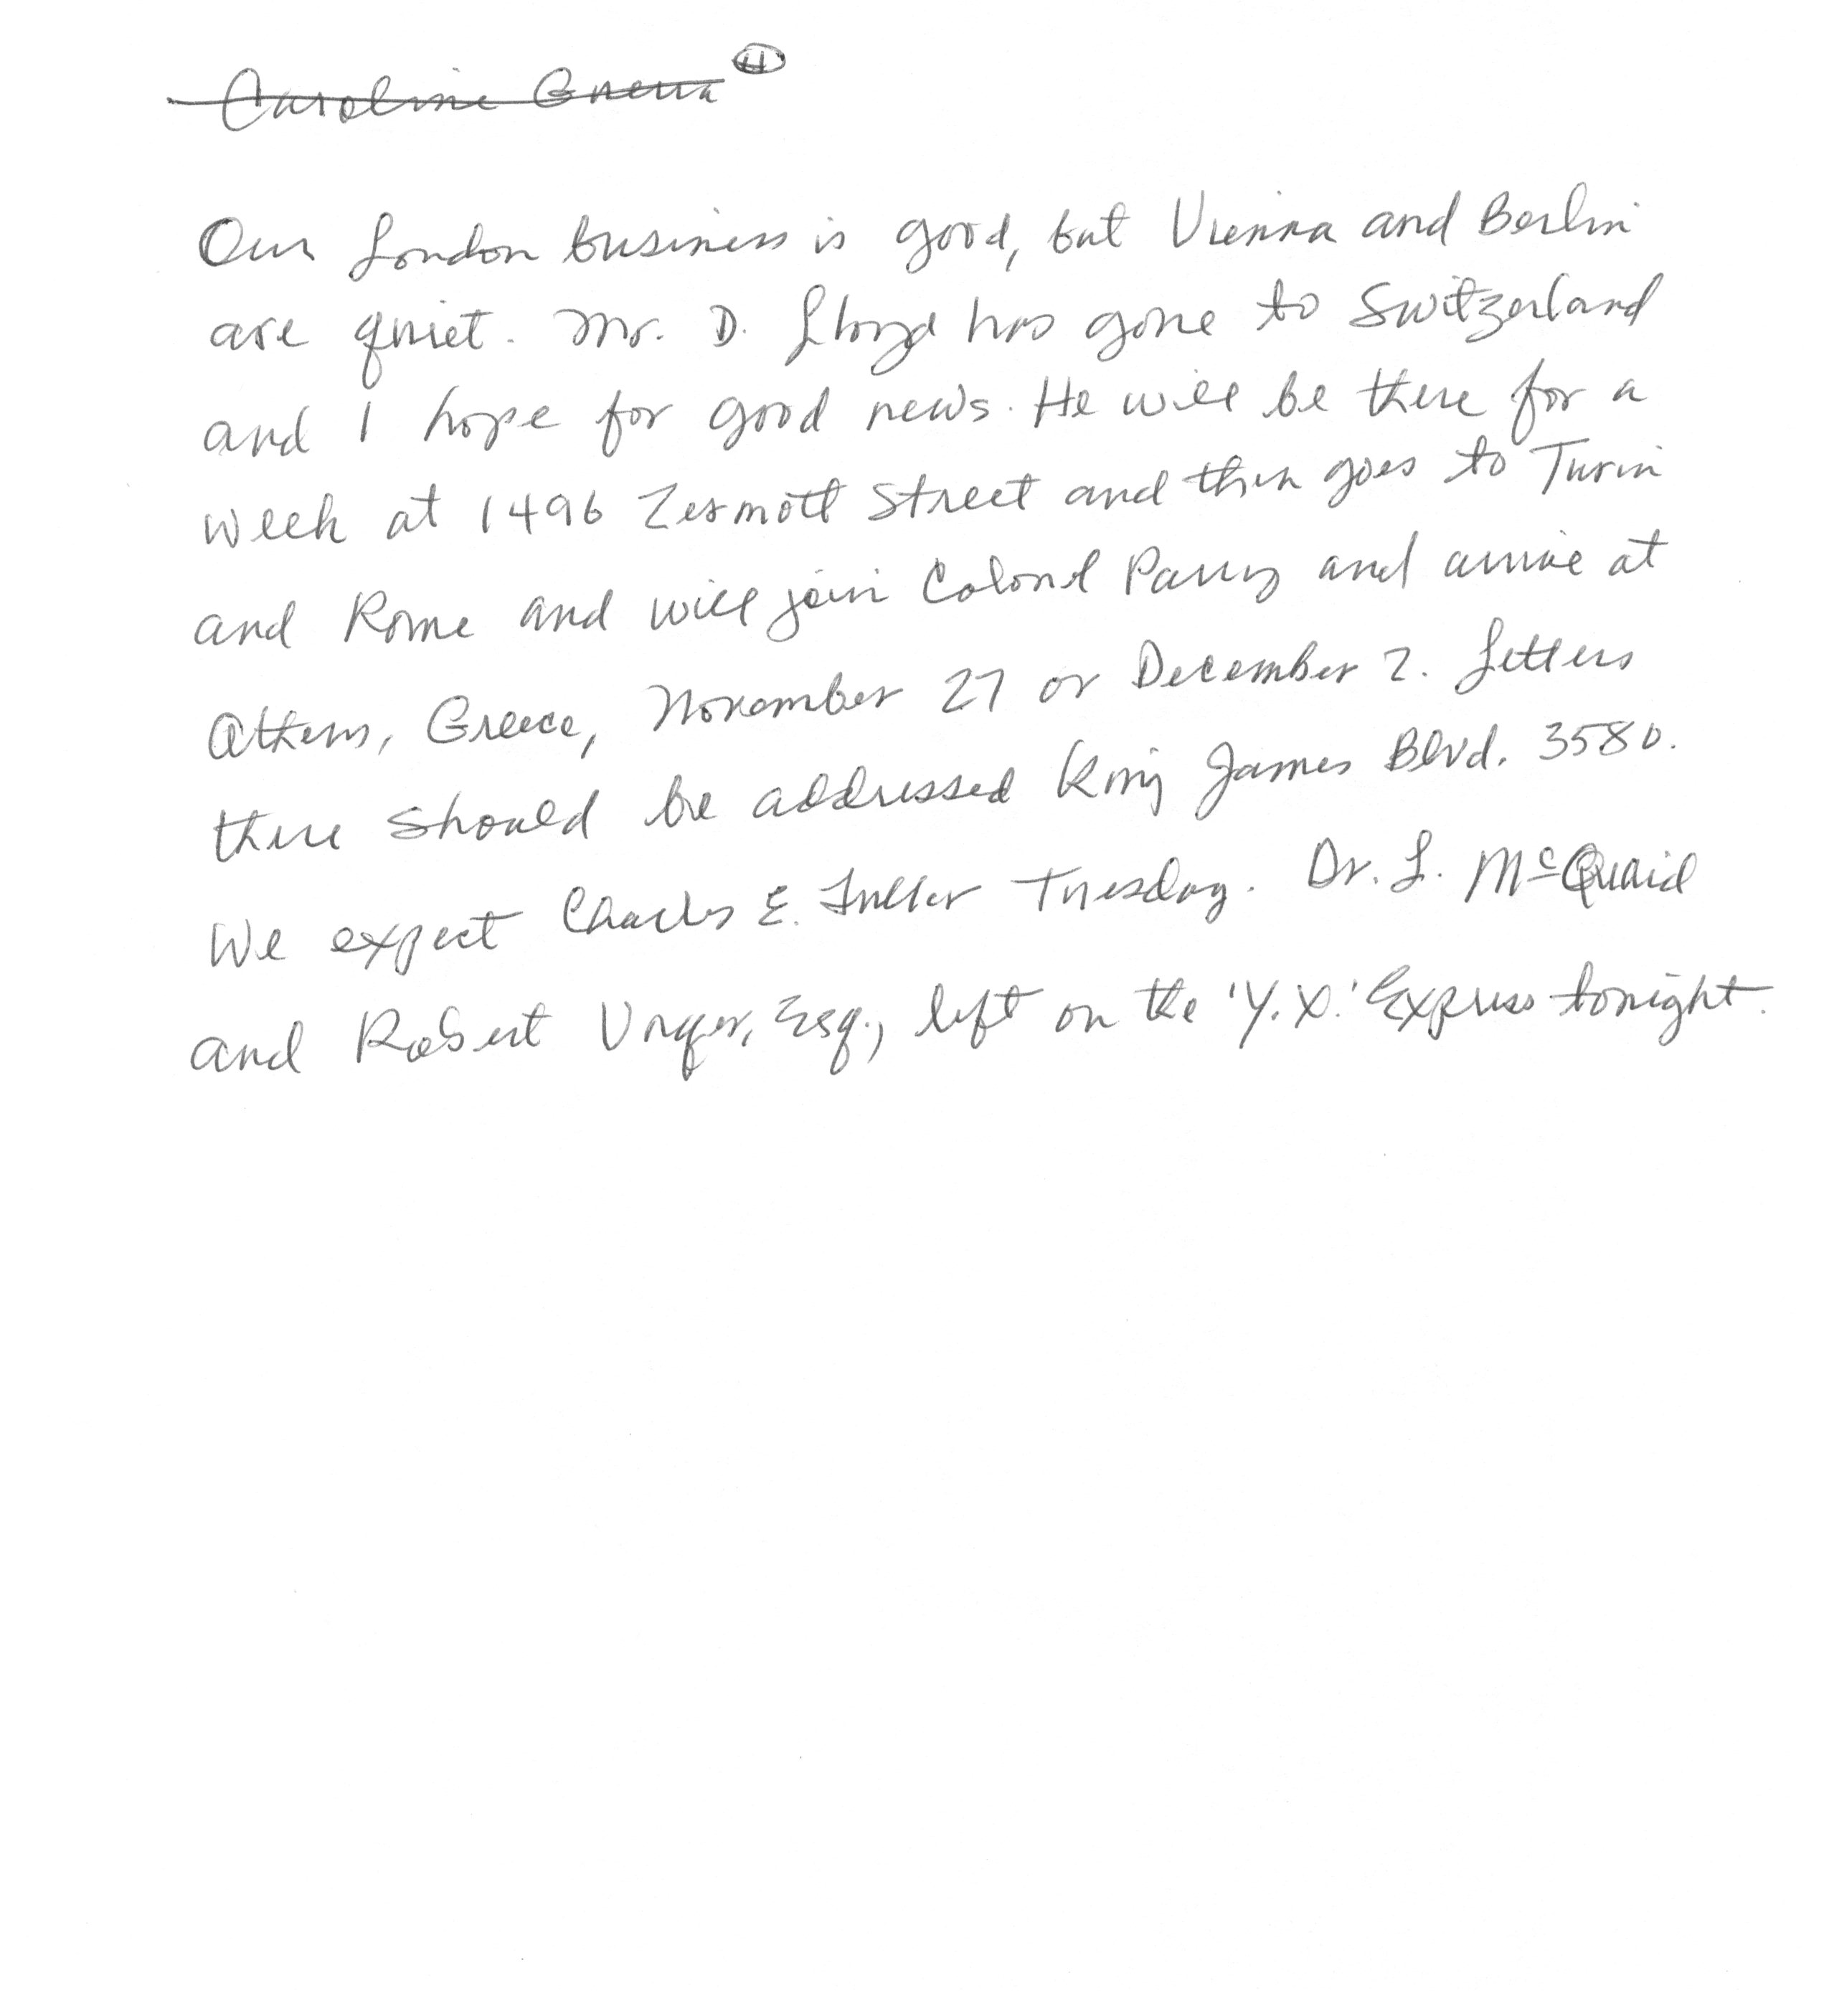 Caroline
Our London business is good, but Vienna and Berlin
are quiet. Mr. D. Lloyd has gone to Switzerland
and I hope for good news. He will be there for a
week at 1496 Zermott Street and then goes to Turin
and Rome and will join Colonel Parry and arrive at
Athens, Greece, November 27 or December 2. Letters
there should be addressed King James Blvd. 3580.
We expect Charles E. Fuller Tuesday. Dr. L. McQuaid
and Robert Unger, Esq., left on the 'Y.X.' Express tonight.